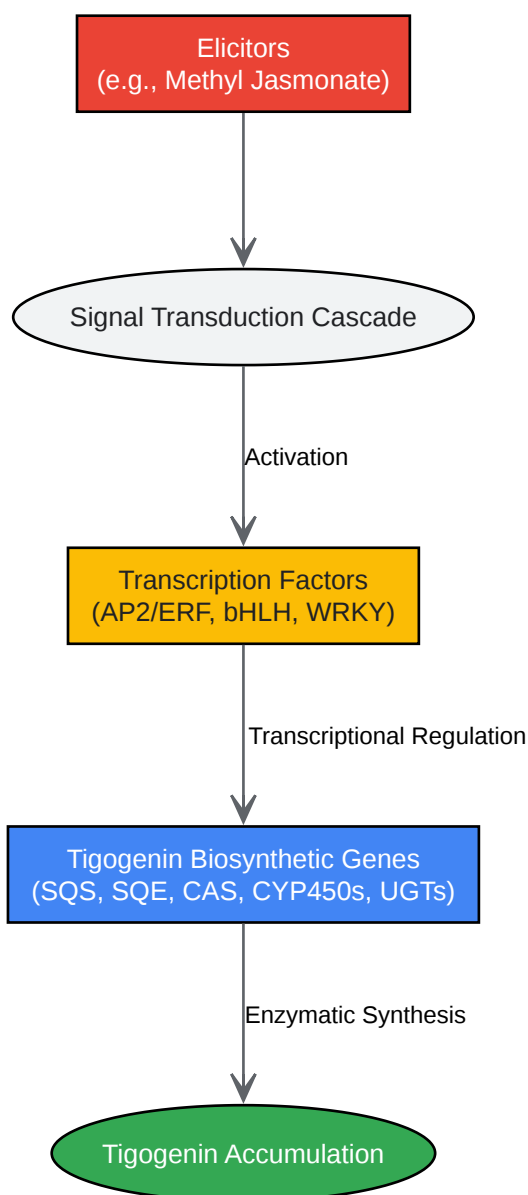 Elicitors
(e.g., Methyl Jasmonate)
Signal Transduction Cascade
Activation
Transcription Factors
(AP2/ERF, bHLH, WRKY)
Transcriptional Regulation
Tigogenin Biosynthetic Genes
(SQS, SQE, CAS, CYP450s, UGTs)
Enzymatic Synthesis
Tigogenin Accumulation